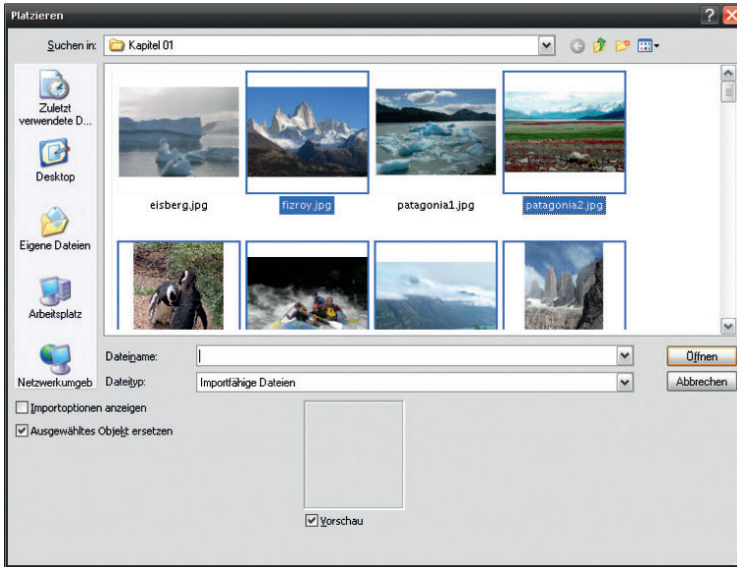 Platzieren
Suchen in:
Kapitel 01
Zuletzt
verwendete D...
Desktop
Eigene Dateien
Arbeitsplatz
Netzwerkumgeb
eisberg.jpg
fizroy.jpg
patagonia1.jpg
patagonia2.jpg
Dateiname:
Öffnen
Dateityp:
Importfähige Dateien
Abbrechen
Importoptionen anzeigen
Ausgewähltes Objekt ersetzen
Vorschau